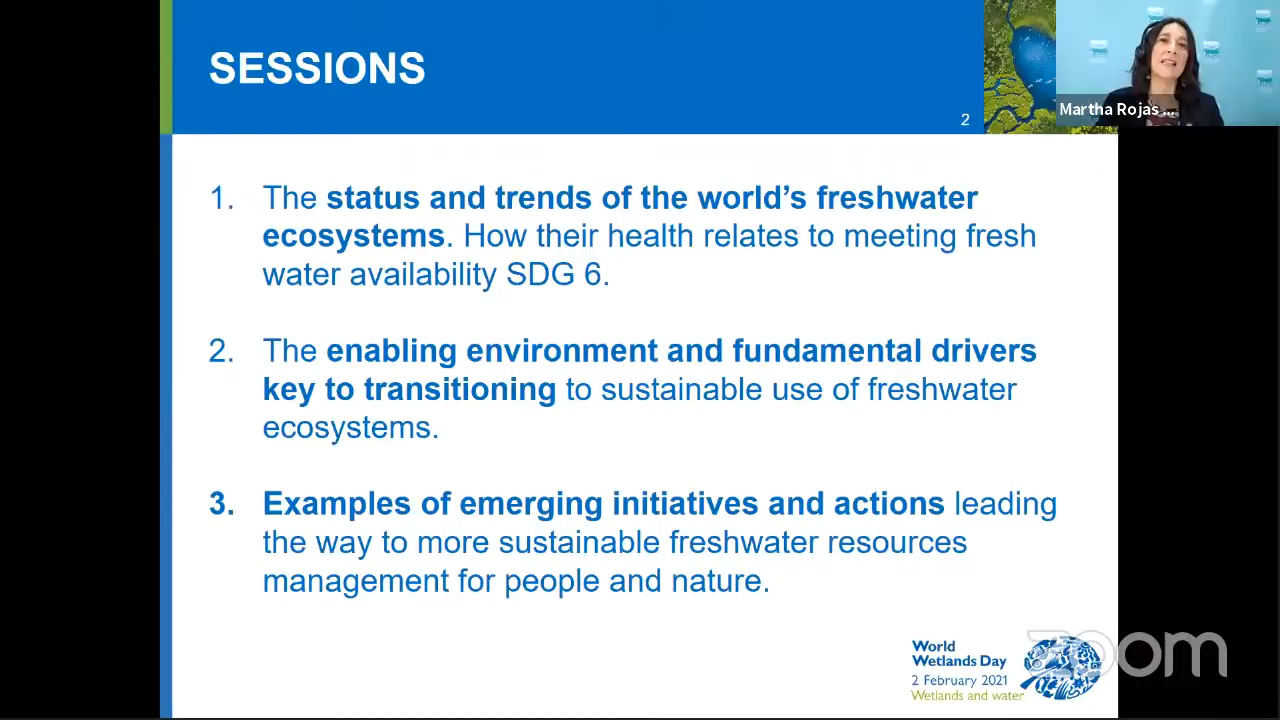 SESSIONS
2
Martha Rojas ...
1. The status and trends of the world’s freshwater
ecosystems. How their health relates to meeting fresh
water availability SDG 6.
2. The enabling environment and fundamental drivers
key to transitioning to sustainable use of freshwater
ecosystems.
3. Examples of emerging initiatives and actions leading
the way to more sustainable freshwater resources
management for people and nature.
World
Wetlands Day
2 February 2021
Wetlands and water
zoom